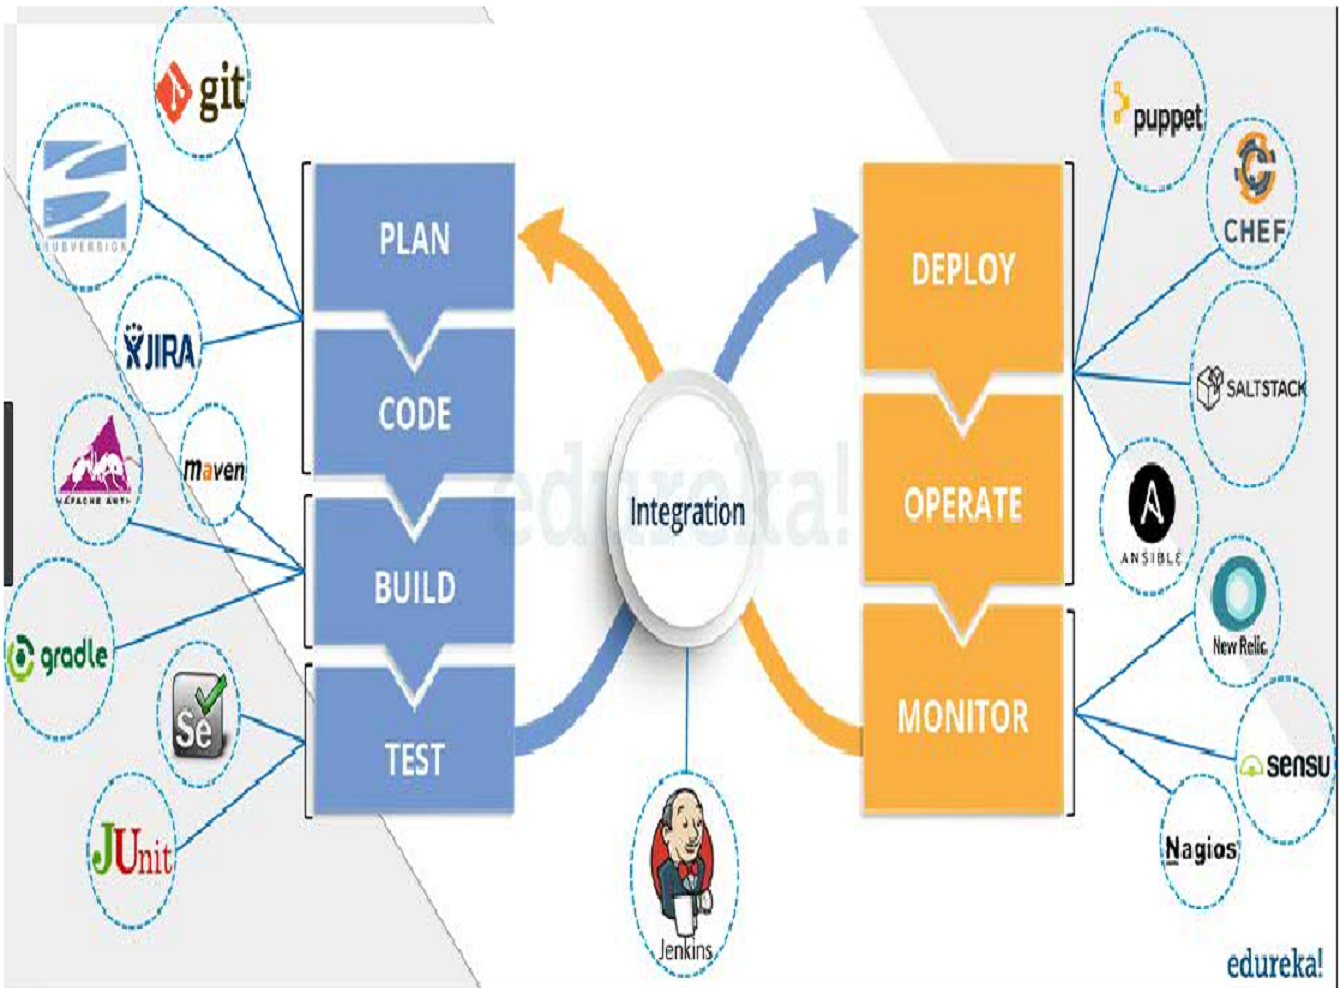 git
SUBVERSION
JIRA
APACHE ANT
maven
gradle
Se
JUnit
PLAN
CODE
BUILD
TEST
edureka!
Integration
Jenkins
DEPLOY
OPERATE
MONITOR
puppet
CHEF
SALTSTACK
A
ANSIBLE
New Relic
sensu
Nagios
edureka!